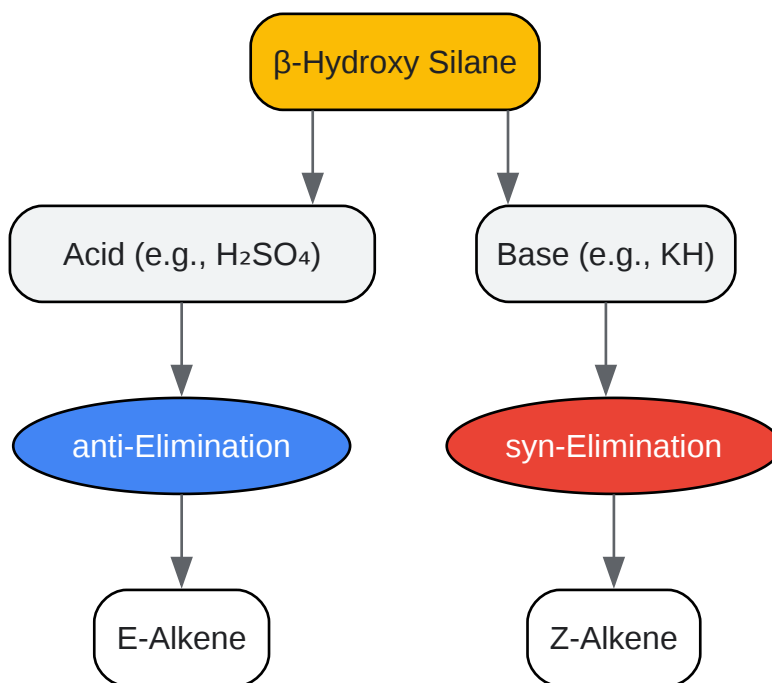 β-Hydroxy Silane
Acid (e.g., H₂SO₄)
Base (e.g., KH)
anti-Elimination
syn-Elimination
E-Alkene
Z-Alkene